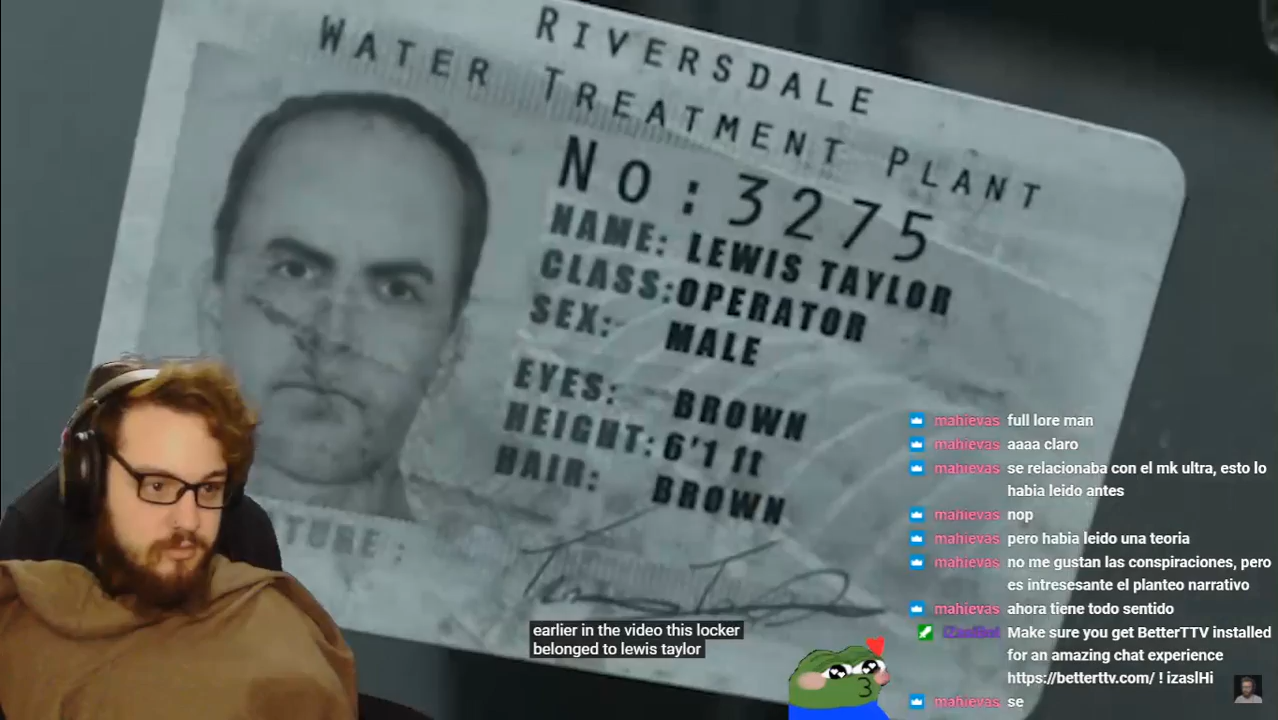 RIVERSDALE
WATER TREATMENT PLANT
NO: 3275
NAME: LEWIS TAYLOR
CLASS: OPERATOR
SEX: MALE
EYES: BROWN
HEIGHT: 6'1 ft
HAIR: BROWN
TURE:
earlier in the video this locker
belonged to lewis taylor
mahievas full lore man
mahievas aaaa claro
mahievas se relacionaba con el mk ultra, esto lo
habia leido antes
mahievas nop
mahievas pero habia leido una teoria
mahievas no me gustan las conspiraciones, pero
es intresesante el planteo narrativo
mahievas ahora tiene todo sentido
Make sure you get BetterTTV installed
for an amazing chat experience
https://betterttv.com/ ! izaslHi
mahievas se